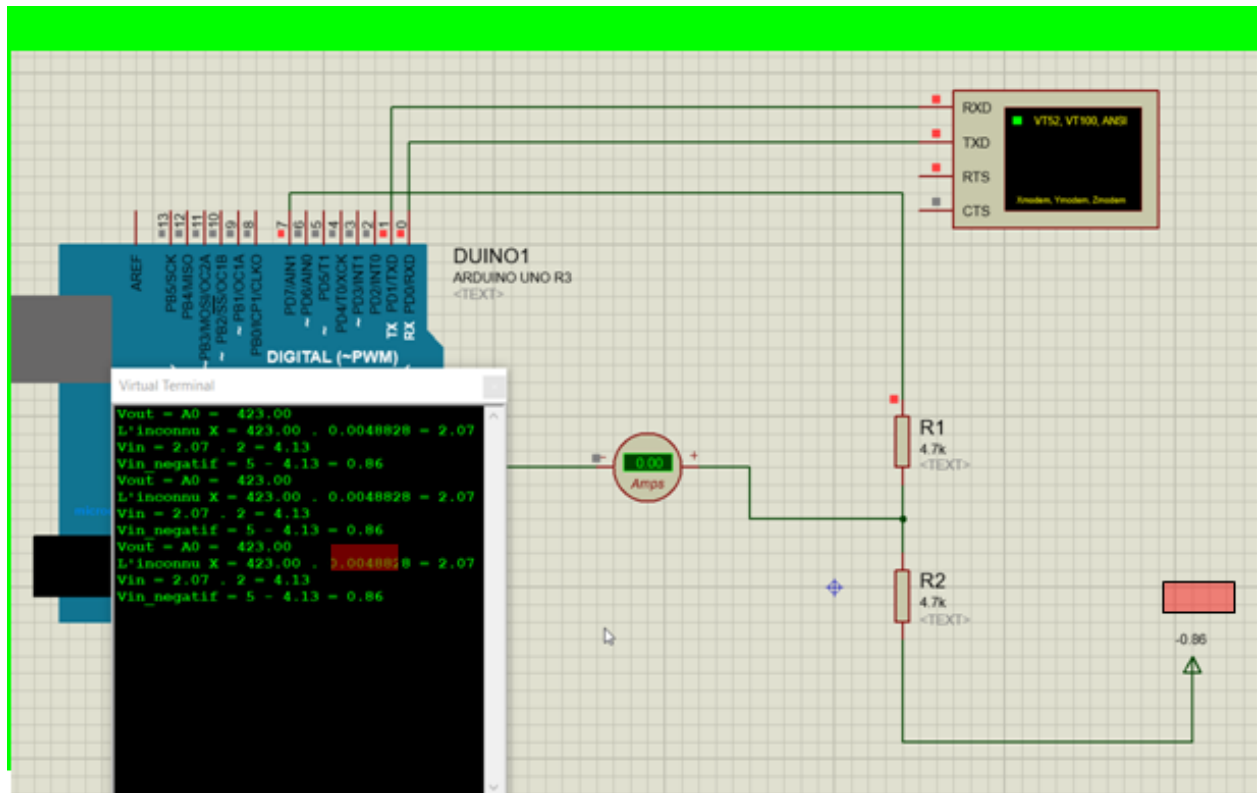 RXD
VT52, VT100, ANSI
TXD
RTS
Xmodem, Ymodem, Zmodem
CTS
AREF
13
12
11
10
9
8
7
6
5
4
3
2
1
0
PB5/SCK
PB4/MISO
~PB3/MOSI/OC2A
~ PB2/SS/OC1B
~ PB1/OC1A
PB0/ICP1/CLKO
PD7/AIN1
~ PD6/AIN0
~ PD5/T1
PD4/T0/XCK
~ PD3/INT1
PD2/INT0
TX PD1/TXD
RX PD0/RXD
DIGITAL (~PWM)
DUINO1
ARDUINO UNO R3
<TEXT>
Virtual Terminal
Vout = A0 = 423.00
L'inconnu X = 423.00 . 0.0048828 = 2.07
Vin = 2.07 . 2 = 4.13
Vin_negatif = 5 - 4.13 = 0.86
Vout = A0 = 423.00
L'inconnu X = 423.00 . 0.0048828 = 2.07
Vin = 2.07 . 2 = 4.13
Vin_negatif = 5 - 4.13 = 0.86
Vout = A0 = 423.00
L'inconnu X = 423.00 . 0.0048828 = 2.07
Vin = 2.07 . 2 = 4.13
Vin_negatif = 5 - 4.13 = 0.86
- +
0.00
Amps
R1
4.7k
<TEXT>
R2
4.7k
<TEXT>
-0.86